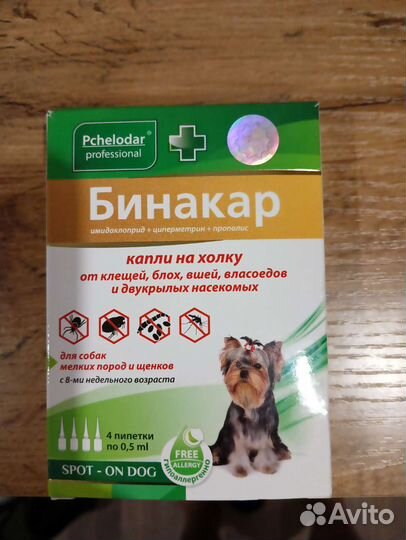 Pchelodar®
professional
Бинакар
имидаклоприд + циперметрин + прополис
капли на холку
от клещей, блох, вшей, власоедов
и двукрылых насекомых
для собак
мелких пород и щенков
с 8-ми недельного возраста
4 пипетки
по 0,5 ml
FREE
ALLERGY
гипоаллергенно
SPOT - ON DOG
Avito